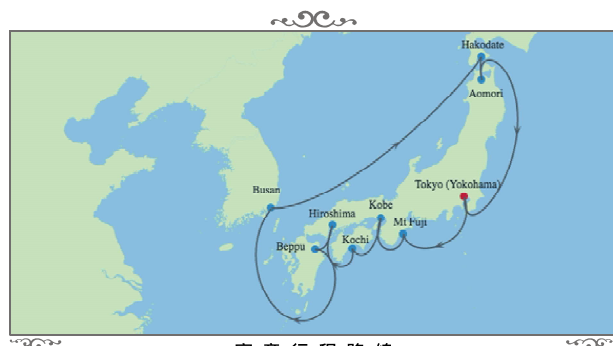 Hakodate
Aomori
Tokyo (Yokohama)
Busan
Kobe
Hiroshima
Mt Fuji
Beppu
Kochi